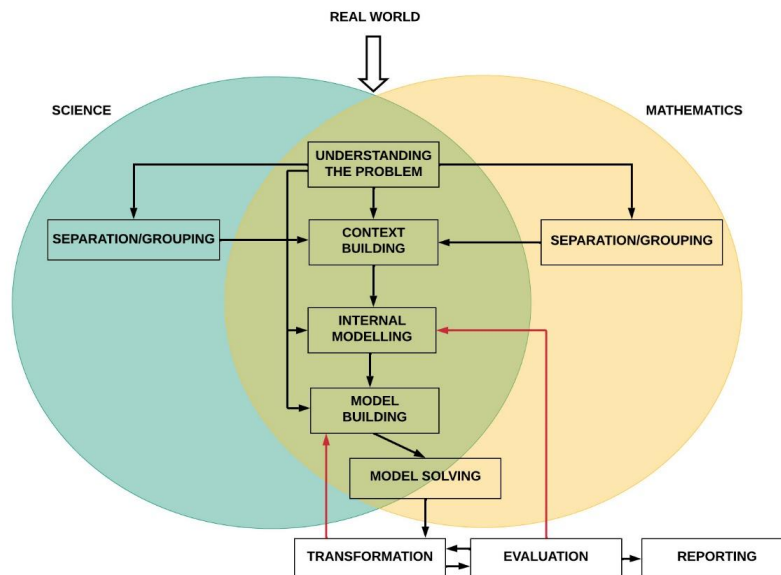 REAL WORLD
SCIENCE
MATHEMATICS
UNDERSTANDING
THE PROBLEM
SEPARATION/GROUPING
CONTEXT
BUILDING
SEPARATION/GROUPING
INTERNAL
MODELLING
MODEL
BUILDING
MODEL SOLVING
TRANSFORMATION
EVALUATION
REPORTING